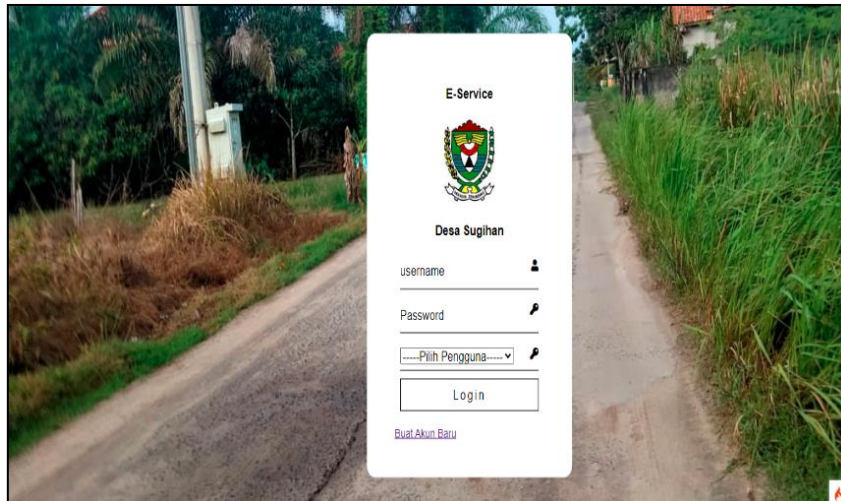 E-Service
Desa Sugihan
username
Password
-----Pilih Pengguna-----
Login
Buat Akun Baru